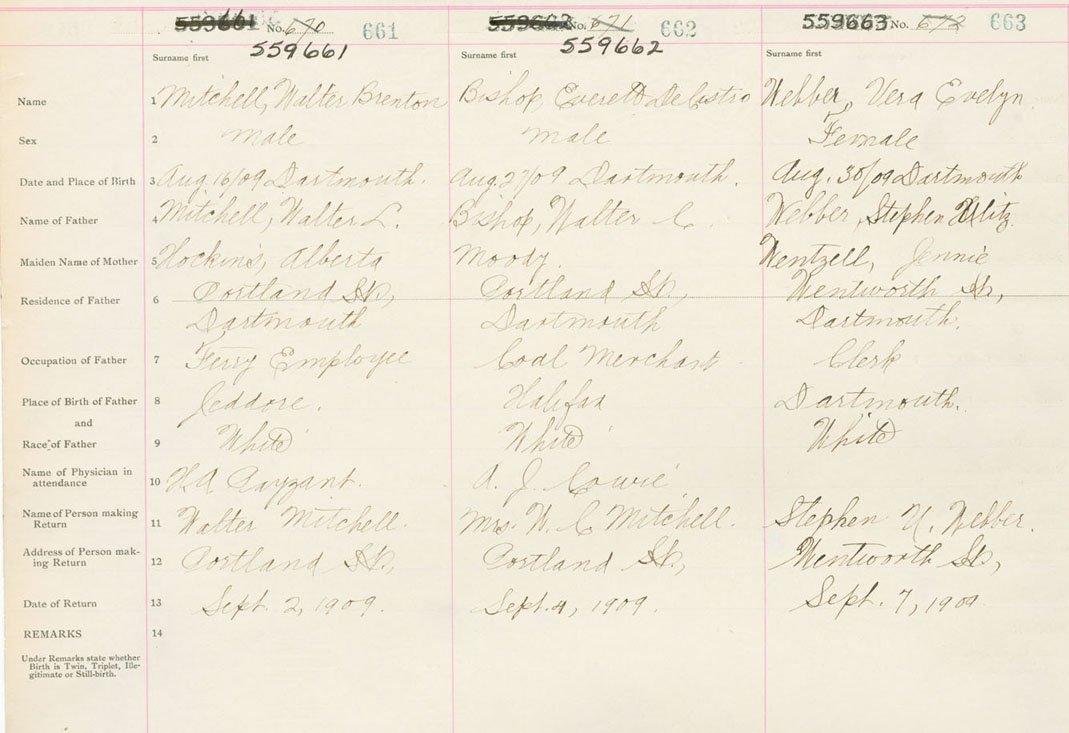 No. 670 661 No. 671 662 559663 No. 672 663
559661 559662
Surname first Surname first Surname first
Name 1 Mitchell, Walter Brenton Bishop, Everett DeCastro Webber, Vera Evelyn.
Sex 2 Male Male Female
Date and Place of Birth 3 Aug. 16/09 Dartmouth. Aug. 27/09 Dartmouth. Aug. 30/09 Dartmouth
Name of Father 4 Mitchell, Walter L. Bishop, Walter C. Webber, Stephen
Maiden Name of Mother 5 Hockins, Alberta Moody. Wentzell, Jennie
Residence of Father 6 Portland St., Portland St., Wentworth St.,
Dartmouth Dartmouth Dartmouth.
Occupation of Father 7 Ferry Employee Coal Merchant Clerk
Place of Birth of Father 8 Jeddore. Halifax Dartmouth.
and
Race of Father 9 White White White
Name of Physician in
attendance 10 H A Payzant. A. J. Cowie
Name of Person making
Return 11 Walter Mitchell. Mrs. W. C Mitchell. Stephen U Webber.
Address of Person mak-
ing Return 12 Portland St., Portland St., Wentworth St.,
Date of Return 13 Sept. 2, 1909. Sept. 4, 1909. Sept. 7, 1909
REMARKS 14
Under Remarks state whether
Birth is Twin, Triplet, Ille-
gitimate or Still-birth.